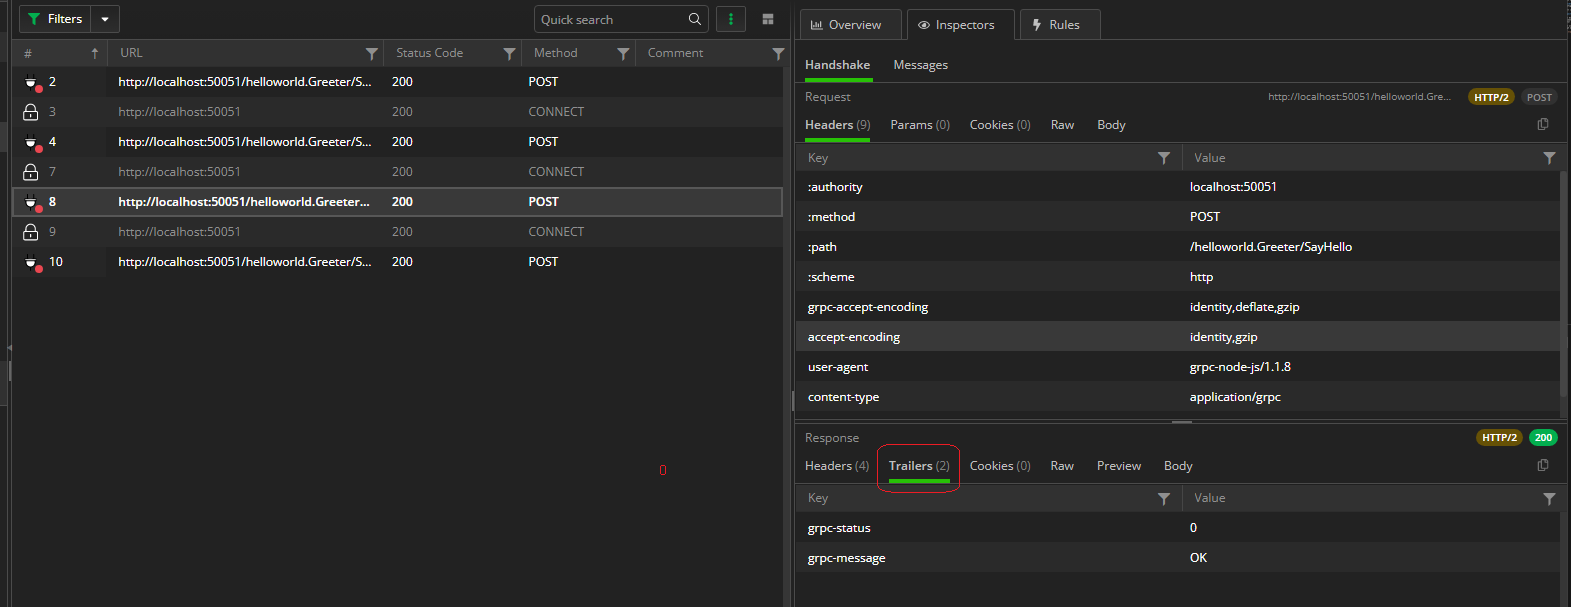 Filters
Quick search
# URL Status Code Method Comment
2 http://localhost:50051/helloworld.Greeter/S... 200 POST
3 http://localhost:50051 200 CONNECT
4 http://localhost:50051/helloworld.Greeter/S... 200 POST
7 http://localhost:50051 200 CONNECT
8 http://localhost:50051/helloworld.Greeter... 200 POST
9 http://localhost:50051 200 CONNECT
10 http://localhost:50051/helloworld.Greeter/S... 200 POST
Overview Inspectors Rules
Handshake Messages
Request http://localhost:50051/helloworld.Gre... HTTP/2 POST
Headers (9) Params (0) Cookies (0) Raw Body
Key Value
:authority localhost:50051
:method POST
:path /helloworld.Greeter/SayHello
:scheme http
grpc-accept-encoding identity,deflate,gzip
accept-encoding identity,gzip
user-agent grpc-node-js/1.1.8
content-type application/grpc
Response HTTP/2 200
Headers (4) Trailers (2) Cookies (0) Raw Preview Body
Key Value
grpc-status 0
grpc-message OK